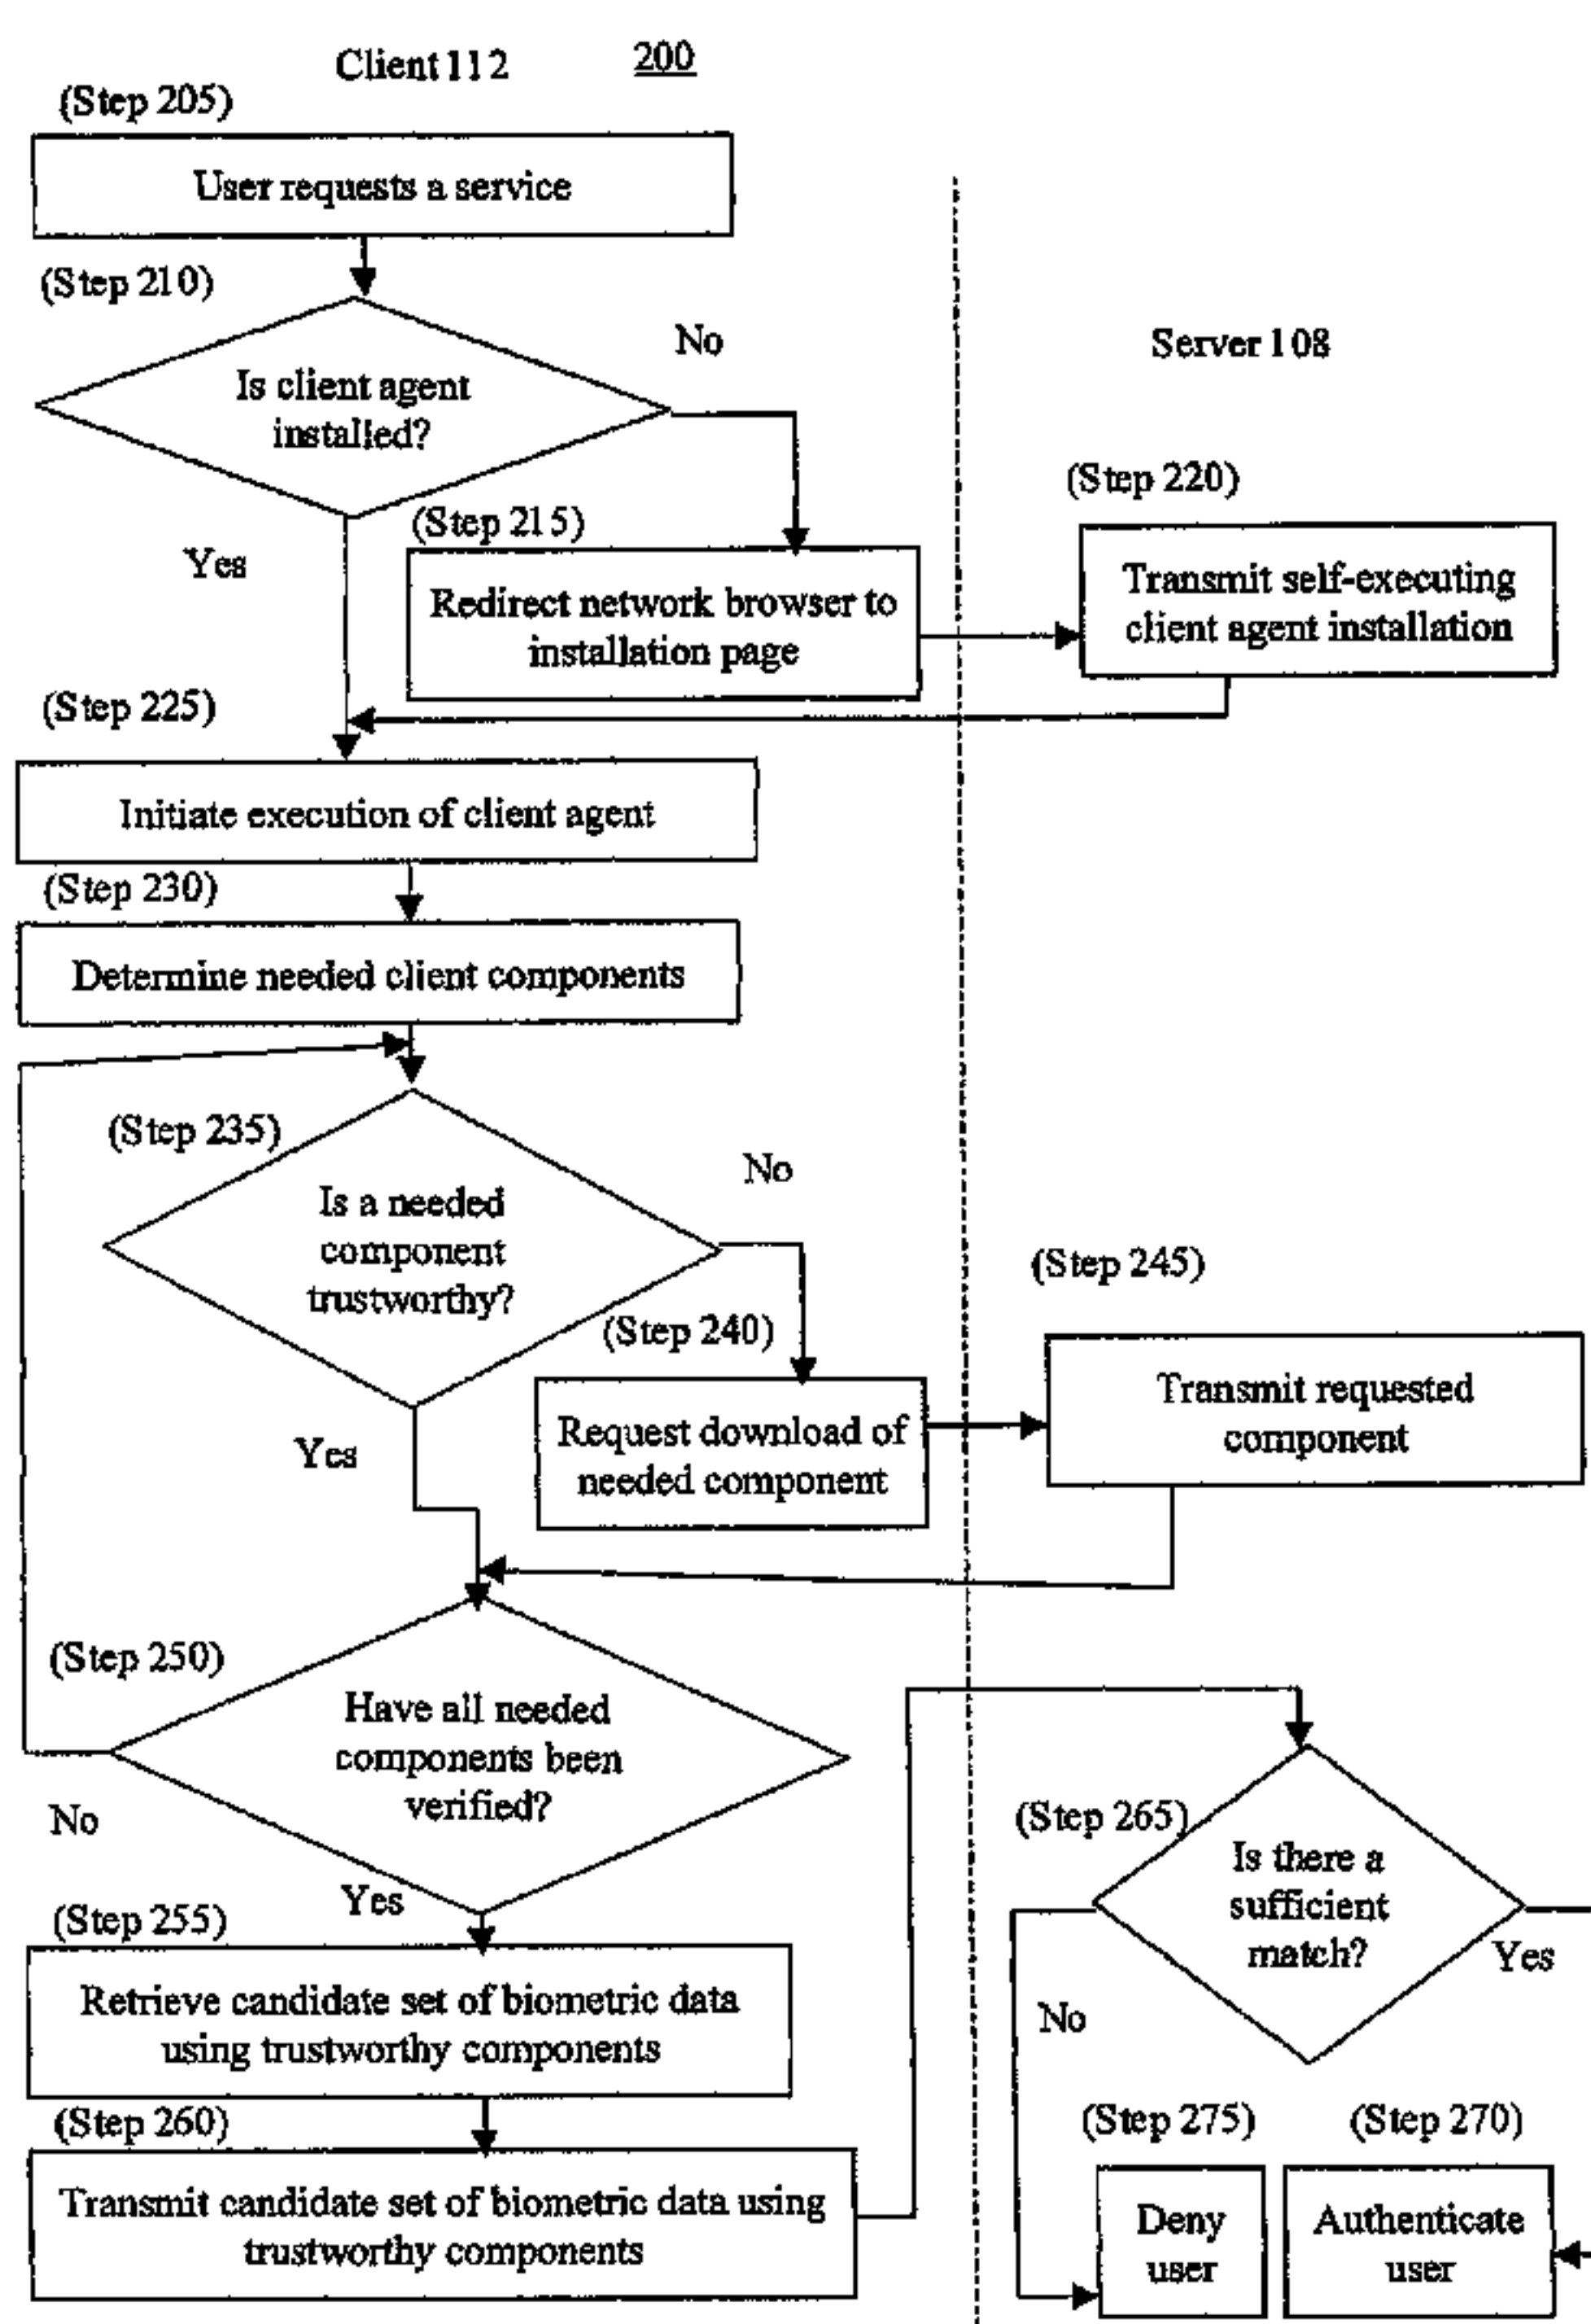 Client 112
200
(Step 205)
User requests a service
(Step 210)
Is client agent
installed?
No
Yes
Server 108
(Step 215)
Redirect network browser to
installation page
(Step 220)
Transmit self-executing
client agent installation
(Step 225)
Initiate execution of client agent
(Step 230)
Determine needed client components
(Step 235)
Is a needed
component
trustworthy?
No
Yes
(Step 240)
Request download of
needed component
(Step 245)
Transmit requested
component
(Step 250)
Have all needed
components been
verified?
No
Yes
(Step 255)
Retrieve candidate set of biometric data
using trustworthy components
(Step 260)
Transmit candidate set of biometric data using
trustworthy components
(Step 265)
Is there a
sufficient
match?
Yes
No
(Step 275)
Deny
user
(Step 270)
Authenticate
user